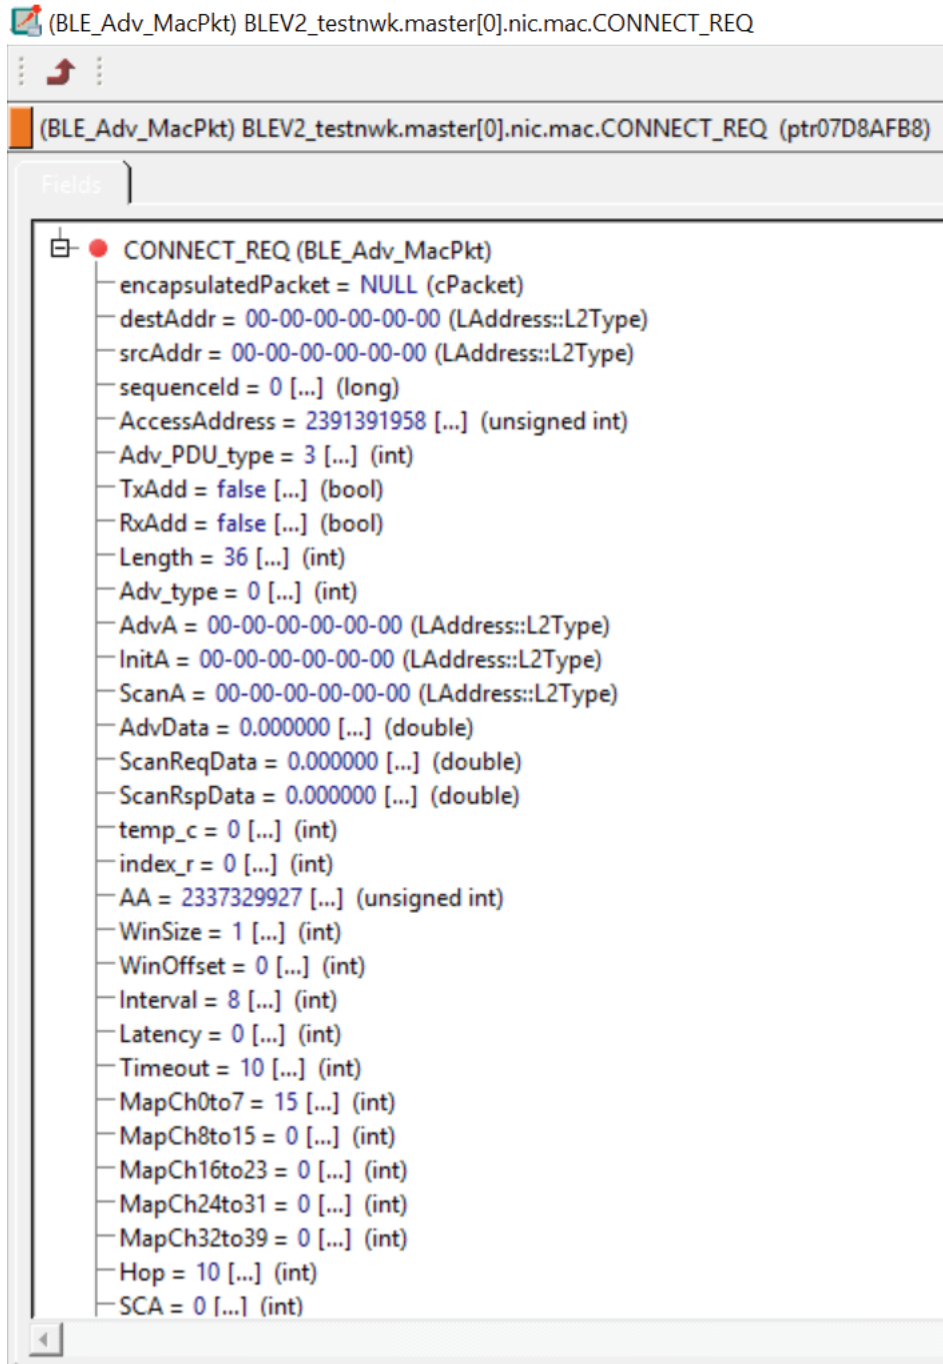 (BLE_Adv_MacPkt) BLEV2_testnwk.master[0].nic.mac.CONNECT_REQ
(BLE_Adv_MacPkt) BLEV2_testnwk.master[0].nic.mac.CONNECT_REQ (ptr07D8AFB8)
Fields
CONNECT_REQ (BLE_Adv_MacPkt)
encapsulatedPacket = NULL (cPacket)
destAddr = 00-00-00-00-00-00 (LAddress::L2Type)
srcAddr = 00-00-00-00-00-00 (LAddress::L2Type)
sequenceId = 0 [...] (long)
AccessAddress = 2391391958 [...] (unsigned int)
Adv_PDU_type = 3 [...] (int)
TxAdd = false [...] (bool)
RxAdd = false [...] (bool)
Length = 36 [...] (int)
Adv_type = 0 [...] (int)
AdvA = 00-00-00-00-00-00 (LAddress::L2Type)
InitA = 00-00-00-00-00-00 (LAddress::L2Type)
ScanA = 00-00-00-00-00-00 (LAddress::L2Type)
AdvData = 0.000000 [...] (double)
ScanReqData = 0.000000 [...] (double)
ScanRspData = 0.000000 [...] (double)
temp_c = 0 [...] (int)
index_r = 0 [...] (int)
AA = 2337329927 [...] (unsigned int)
WinSize = 1 [...] (int)
WinOffset = 0 [...] (int)
Interval = 8 [...] (int)
Latency = 0 [...] (int)
Timeout = 10 [...] (int)
MapCh0to7 = 15 [...] (int)
MapCh8to15 = 0 [...] (int)
MapCh16to23 = 0 [...] (int)
MapCh24to31 = 0 [...] (int)
MapCh32to39 = 0 [...] (int)
Hop = 10 [...] (int)
SCA = 0 [...] (int)